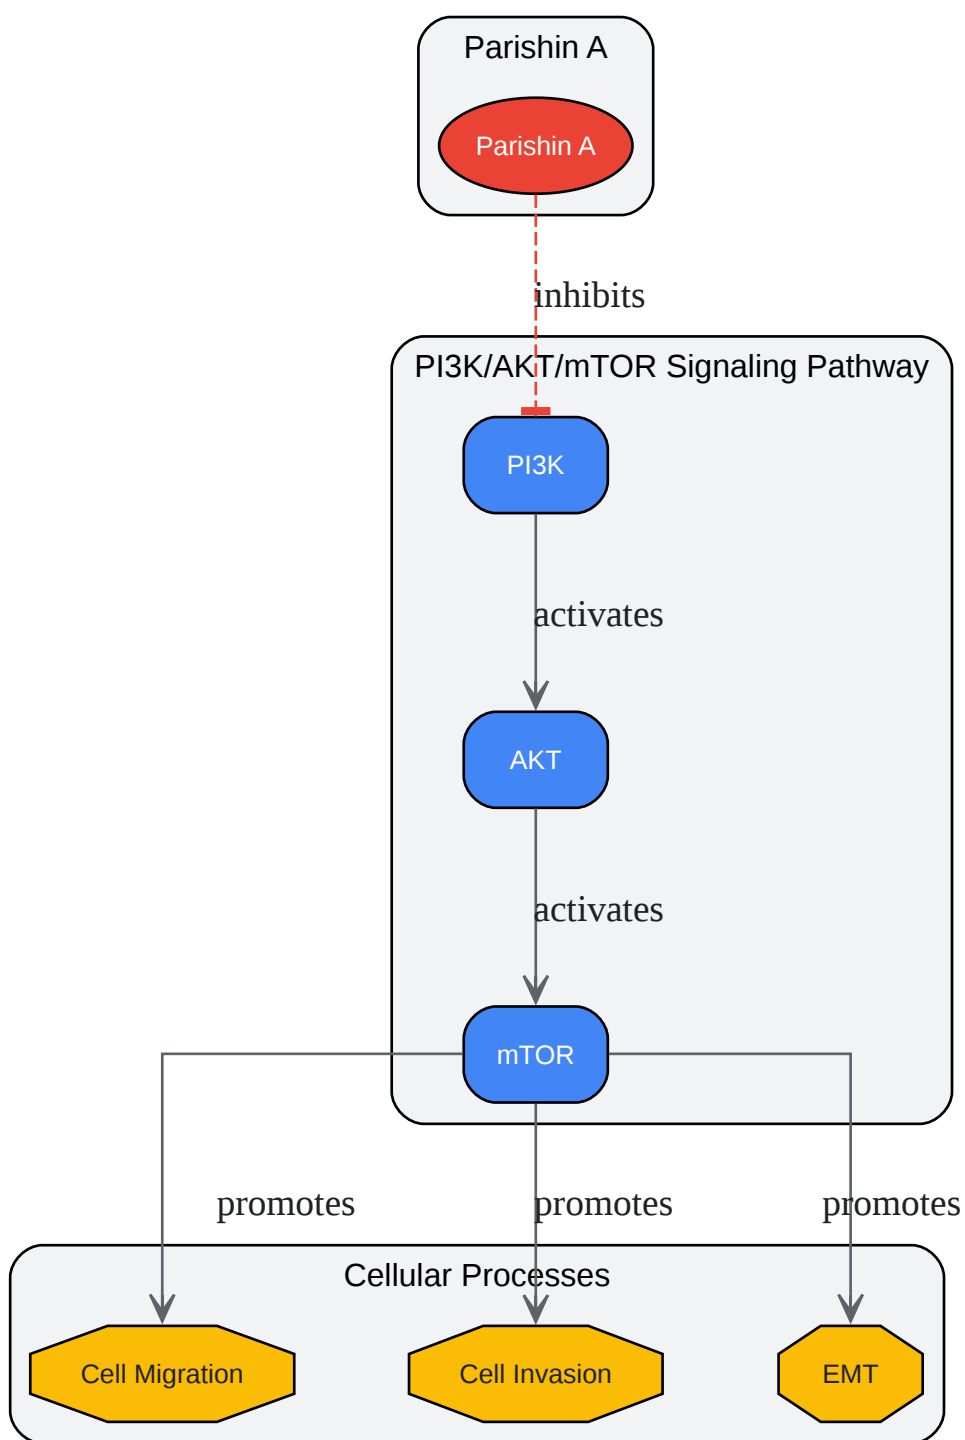 Parishin A
Parishin A
inhibits
PI3K/AKT/mTOR Signaling Pathway
PI3K
activates
AKT
activates
mTOR
promotes
promotes
promotes
Cellular Processes
Cell Migration
Cell Invasion
EMT